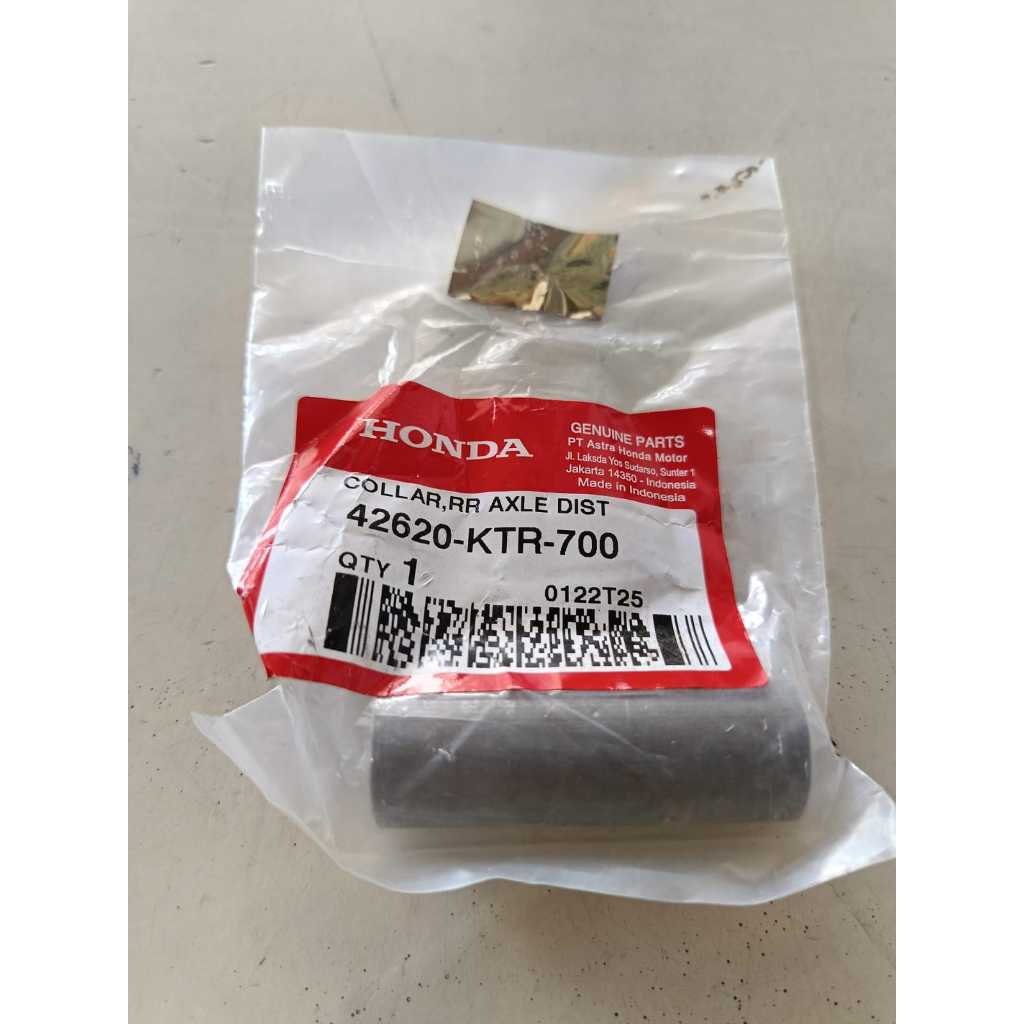 HONDA
GENUINE PARTS
PT Astra Honda Motor
Jl. Laksda Yos Sudarso, Sunter 1
Jakarta 14350 - Indonesia
Made in Indonesia
COLLAR,RR AXLE DIST
42620-KTR-700
QTY 1
0122T25